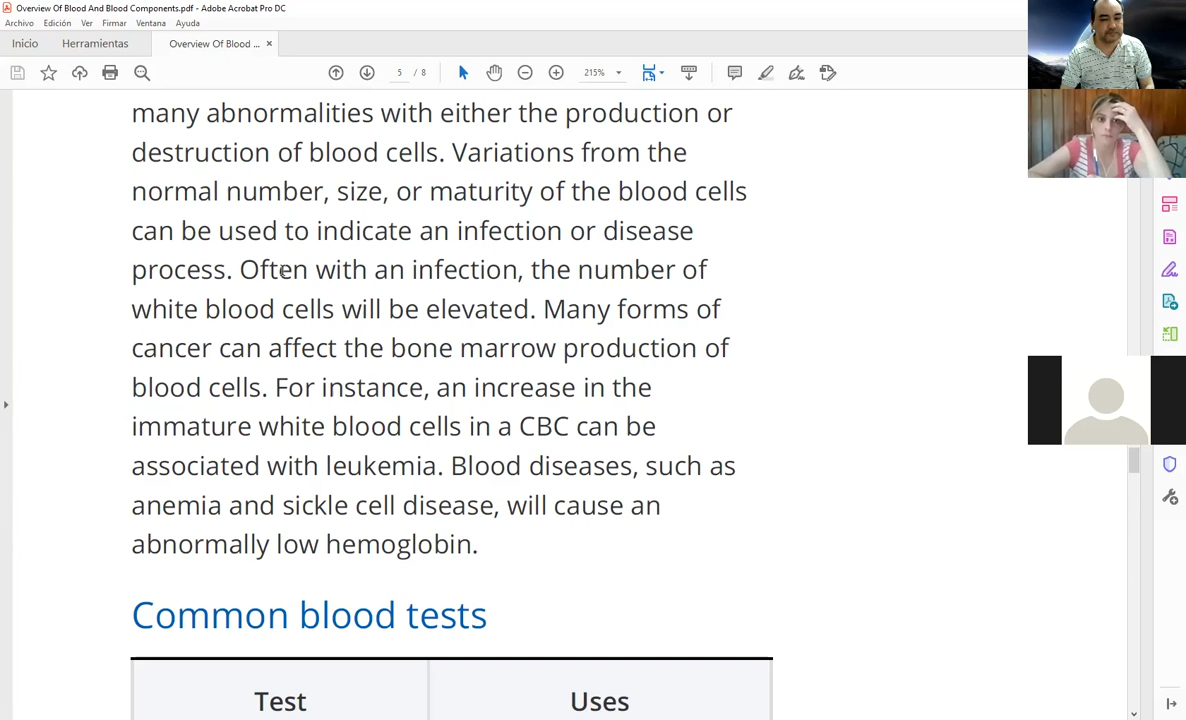 Overview Of Blood And Blood Components.pdf - Adobe Acrobat Pro DC
Archivo Edición Ver Firmar Ventana Ayuda
Inicio Herramientas Overview Of Blood ... ×
5 / 8 215%
many abnormalities with either the production or
destruction of blood cells. Variations from the
normal number, size, or maturity of the blood cells
can be used to indicate an infection or disease
process. Often with an infection, the number of
white blood cells will be elevated. Many forms of
cancer can affect the bone marrow production of
blood cells. For instance, an increase in the
immature white blood cells in a CBC can be
associated with leukemia. Blood diseases, such as
anemia and sickle cell disease, will cause an
abnormally low hemoglobin.
Common blood tests
Test Uses